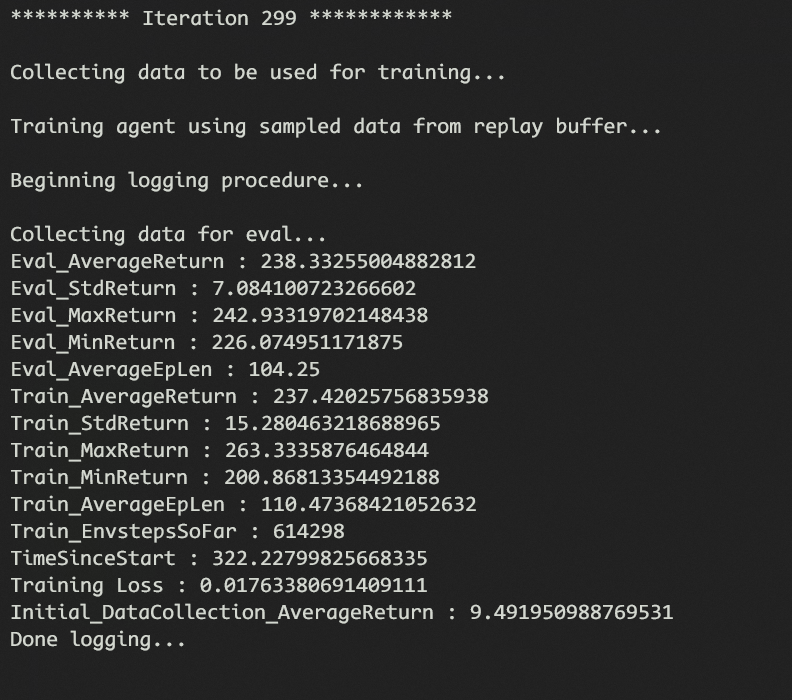 ********** Iteration 299 ************
Collecting data to be used for training...
Training agent using sampled data from replay buffer...
Beginning logging procedure...
Collecting data for eval...
Eval_AverageReturn : 238.33255004882812
Eval_StdReturn : 7.084100723266602
Eval_MaxReturn : 242.93319702148438
Eval_MinReturn : 226.074951171875
Eval_AverageEpLen : 104.25
Train_AverageReturn : 237.42025756835938
Train_StdReturn : 15.280463218688965
Train_MaxReturn : 263.3335876464844
Train_MinReturn : 200.86813354492188
Train_AverageEpLen : 110.47368421052632
Train_EnvstepsSoFar : 614298
TimeSinceStart : 322.22799825668335
Training Loss : 0.01763380691409111
Initial_DataCollection_AverageReturn : 9.491950988769531
Done logging...